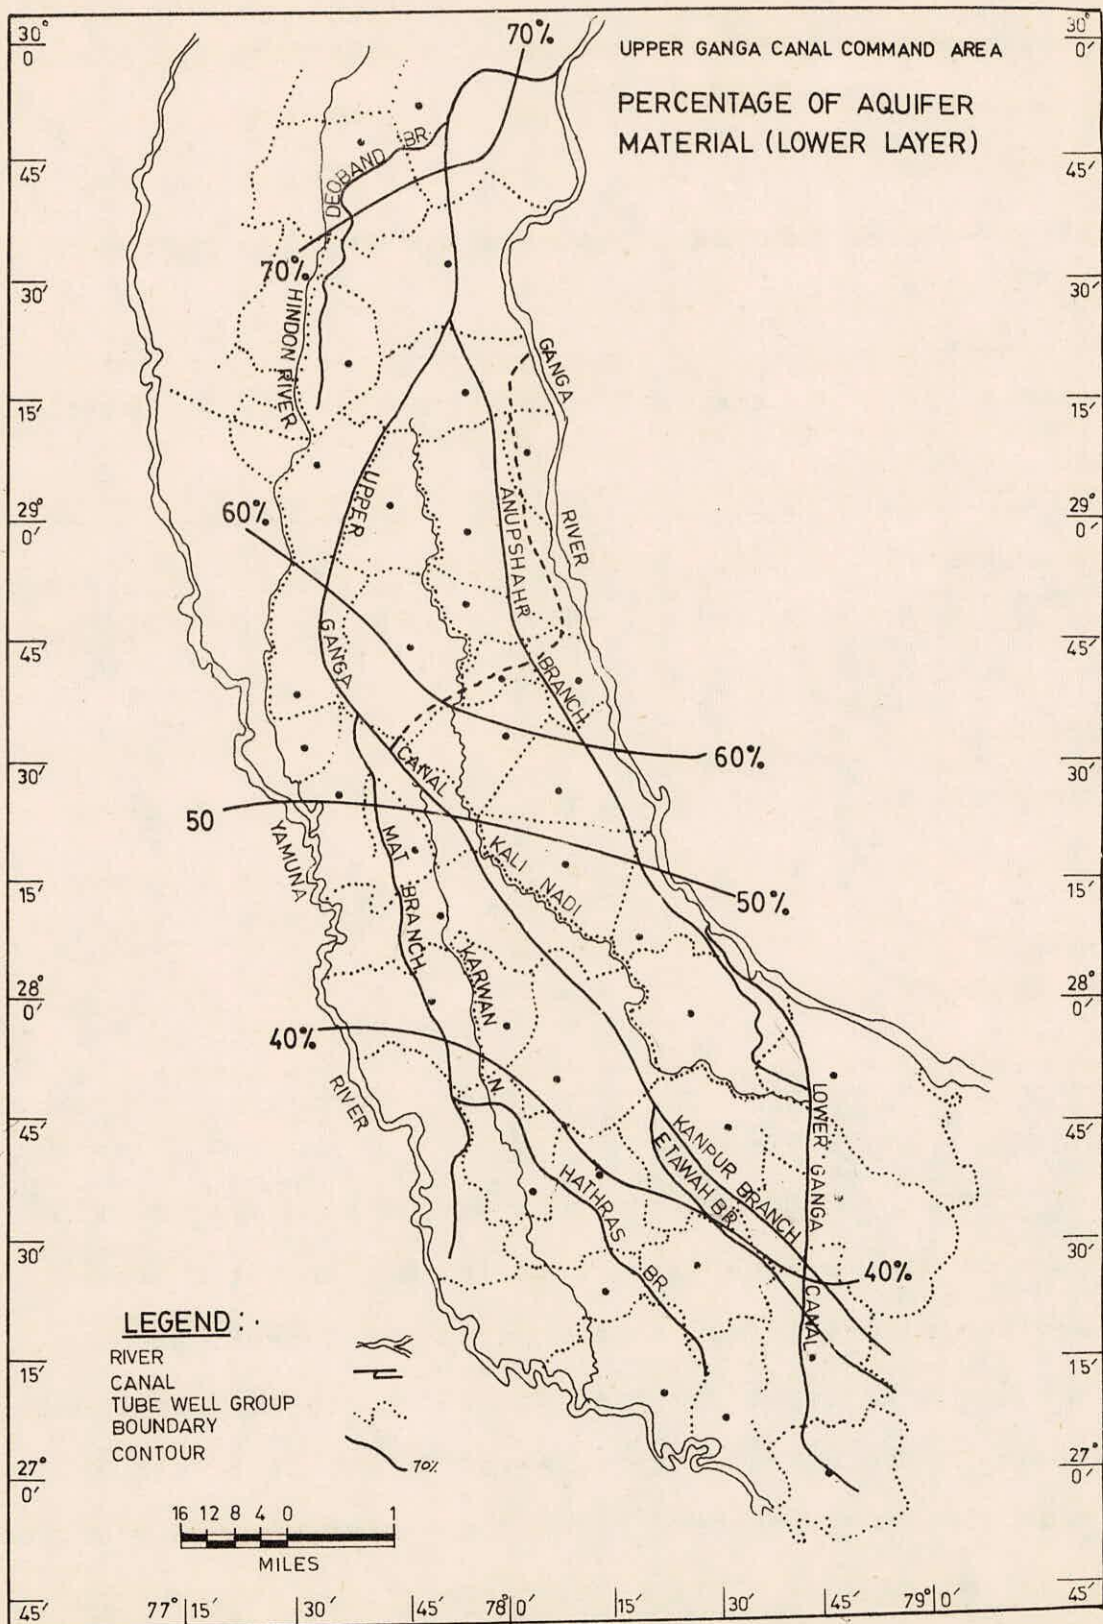 UPPER GANGA CANAL COMMAND AREA
PERCENTAGE OF AQUIFER
MATERIAL (LOWER LAYER)
30°
0
45′
30′
15′
29°
0′
45′
30′
15′
28°
0′
45′
30′
15′
27°
0′
45′
30°
0′
45′
30′
15′
29°
0′
45′
30′
15′
28°
0′
45′
30′
15′
27°
0′
45′
70%
DEOBAND BR.
70%
HINDON RIVER
GANGA
RIVER
UPPER
GANGA
CANAL
ANUPSHAHR
BRANCH
60%
60%
50
50%
YAMUNA
RIVER
MAT BRANCH
KALI NADI
KARWAN
N.
40%
40%
HATHRAS
BR
KANPUR BRANCH
ETAWAH BR.
LOWER GANGA
CANAL
LEGEND :
RIVER
CANAL
TUBE WELL GROUP
BOUNDARY
CONTOUR
70%
16 12 8 4 0 1
MILES
77° 15′ 30′ 45′ 78° 0′ 15′ 30′ 45′ 79° 0′